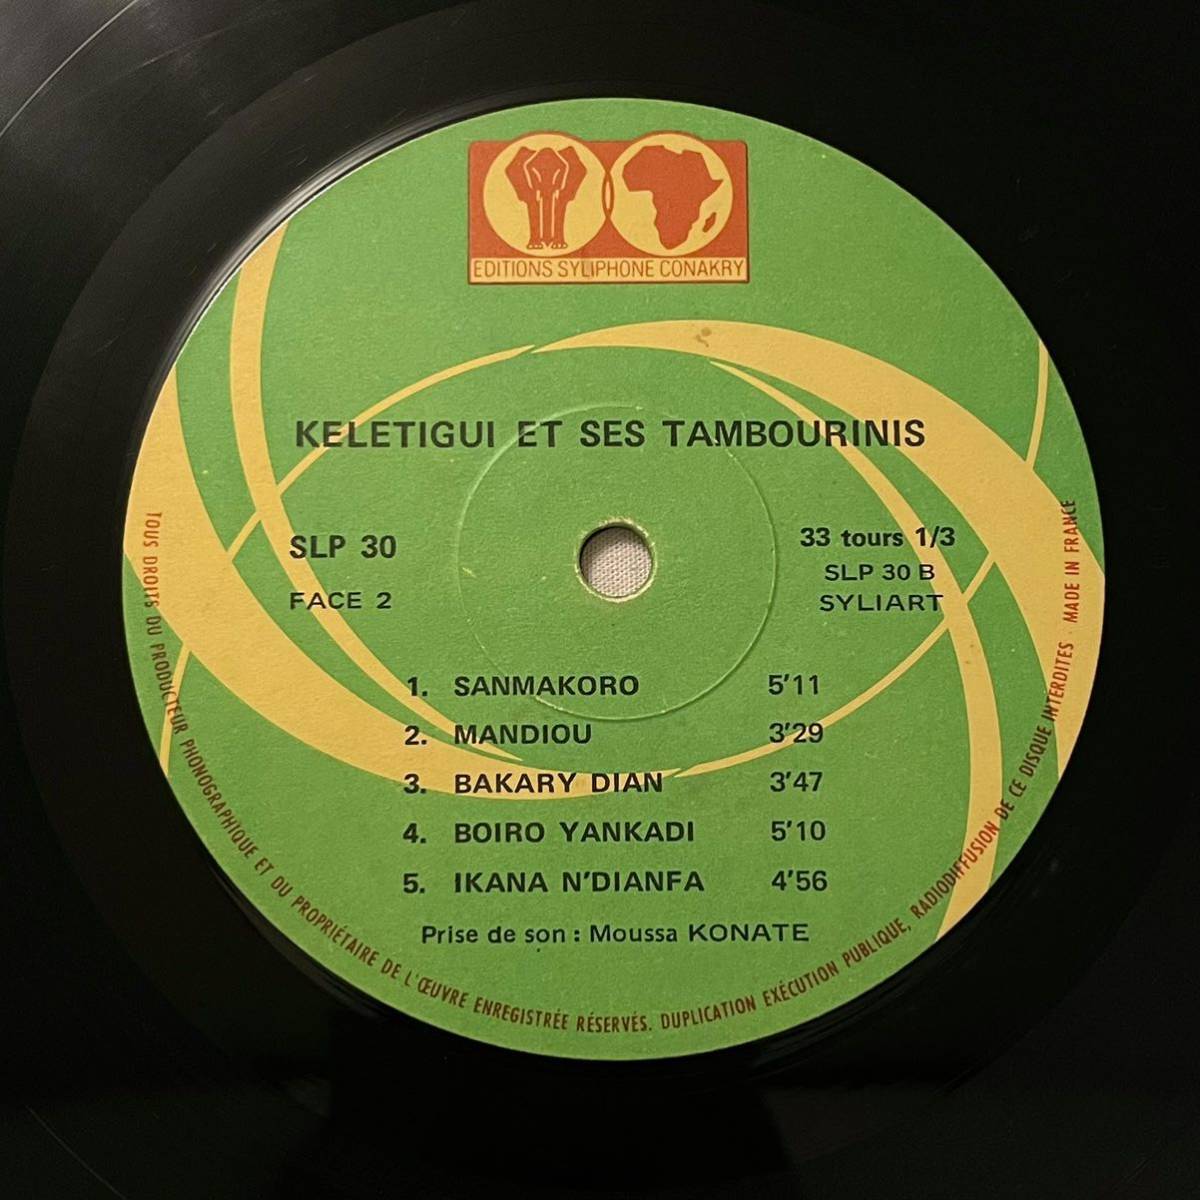 EDITIONS SYLIPHONE CONAKRY
KELETIGUI ET SES TAMBOURINIS
SLP 30
FACE 2
33 tours 1/3
SLP 30 B
SYLIART
1. SANMAKORO 5'11
2. MANDIOU 3'29
3. BAKARY DIAN 3'47
4. BOIRO YANKADI 5'10
5. IKANA N'DIANFA 4'56
Prise de son : Moussa KONATE
TOUS DROITS DU PRODUCTEUR PHONOGRAPHIQUE ET DU PROPRIÉTAIRE DE L'ŒUVRE ENREGISTRÉE RÉSERVÉS. DUPLICATION EXÉCUTION PUBLIQUE, RADIODIFFUSION DE CE DISQUE INTERDITES · MADE IN FRANCE